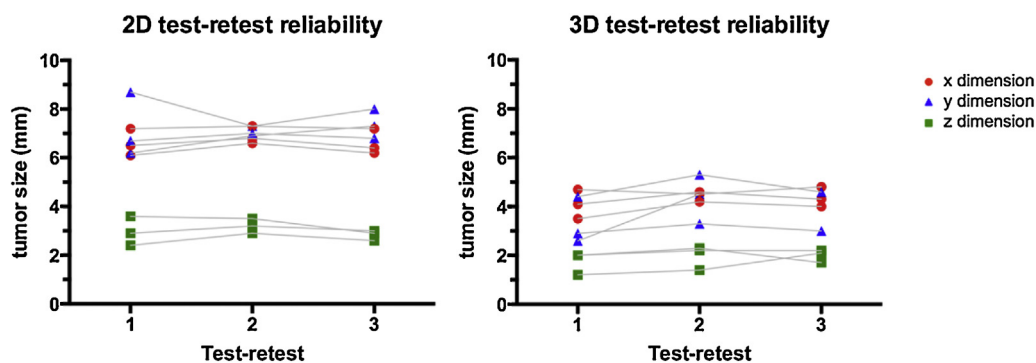 2D test-retest reliability
10
8
6
4
2
0
tumor size (mm)
1 2 3
Test-retest
3D test-retest reliability
10
8
6
4
2
0
tumor size (mm)
1 2 3
Test-retest
x dimension
y dimension
z dimension